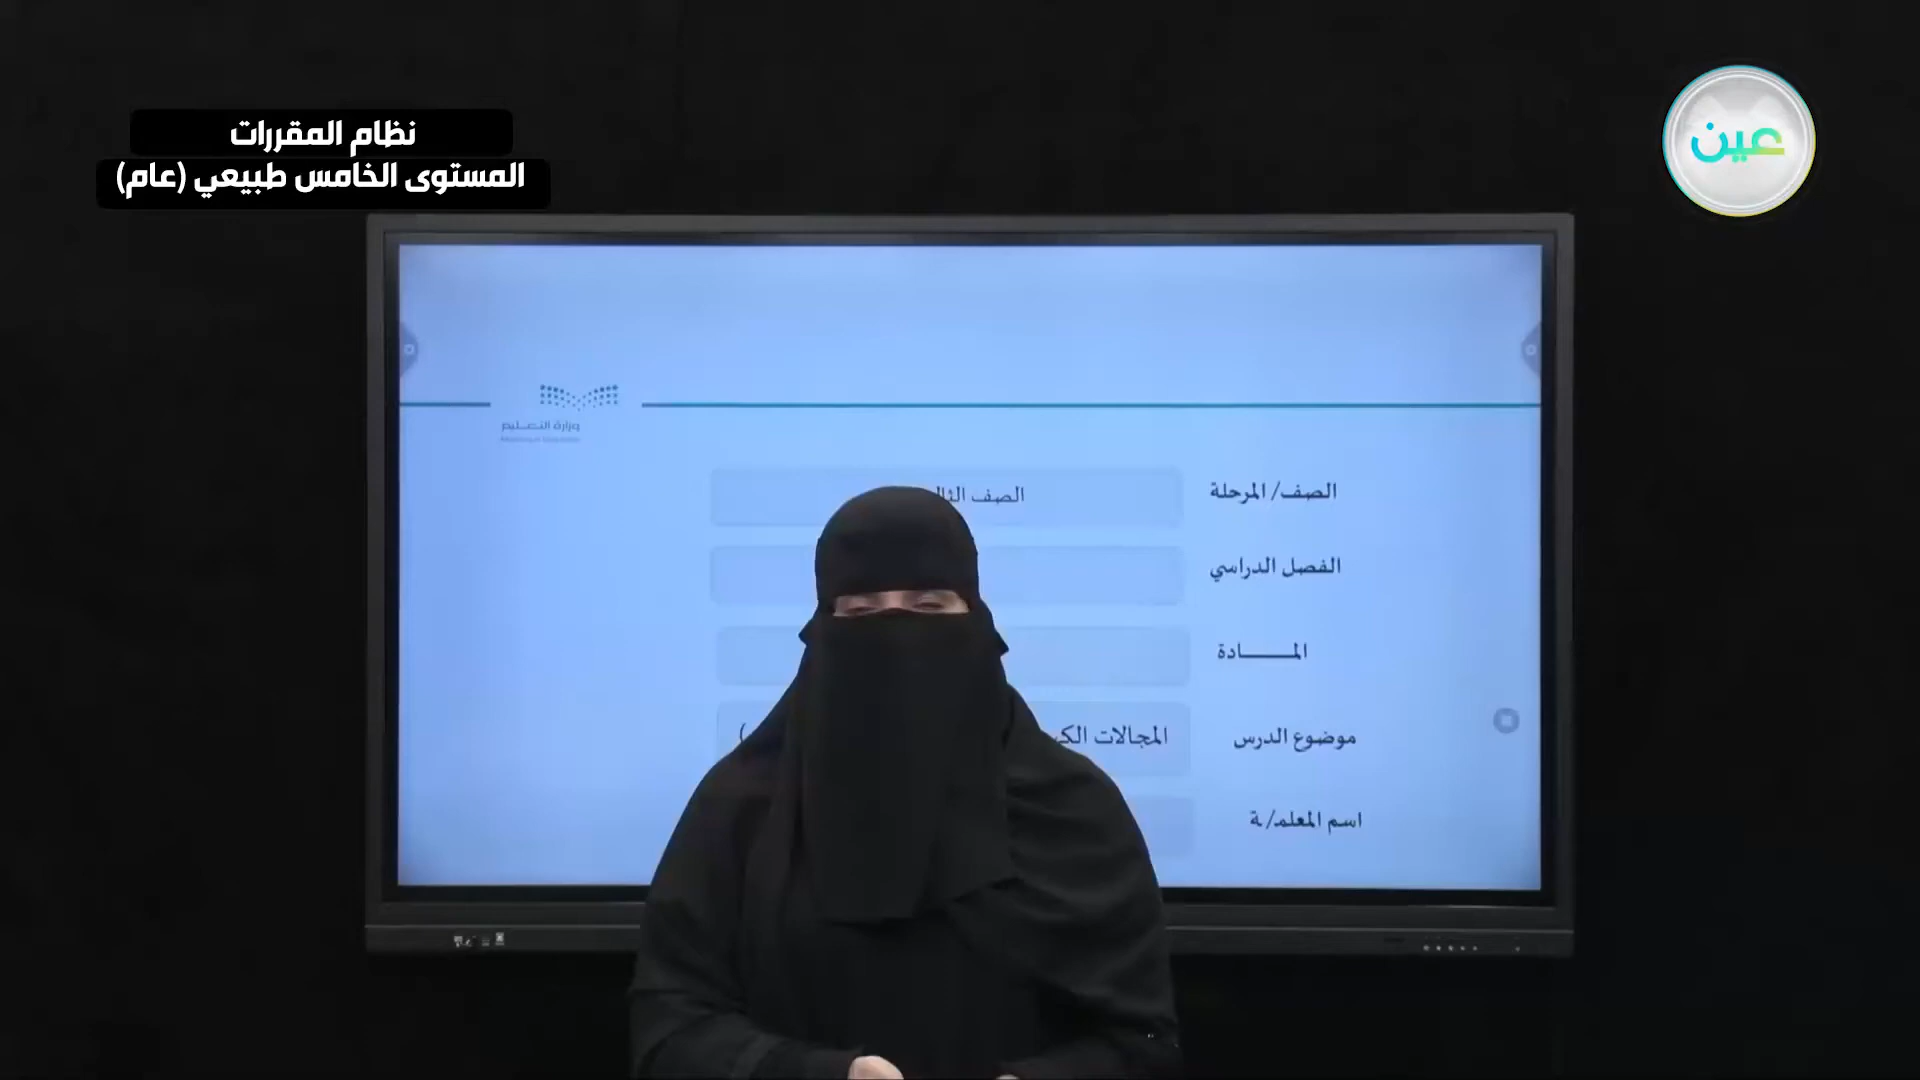 نظام المقررات
المستوى الخامس طبيعي (عام)
عين
وزارة التعليم
الصف/ المرحلة
الصف
الفصل الدراسي
المـــــادة
موضوع الدرس
المجالات
اسم المعلمـ/ـة